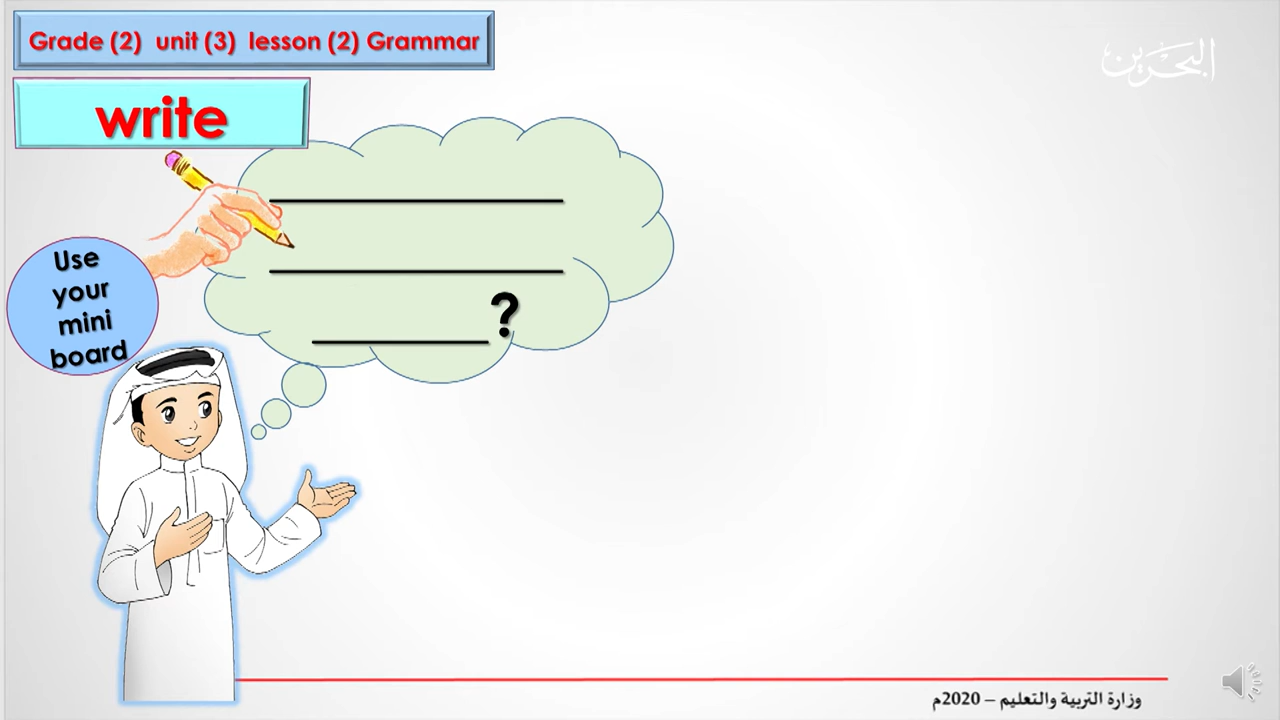 Grade (2) unit (3) lesson (2) Grammar
البحرين
write
?
Use
your
mini
board
وزارة التربية والتعليم – 2020م